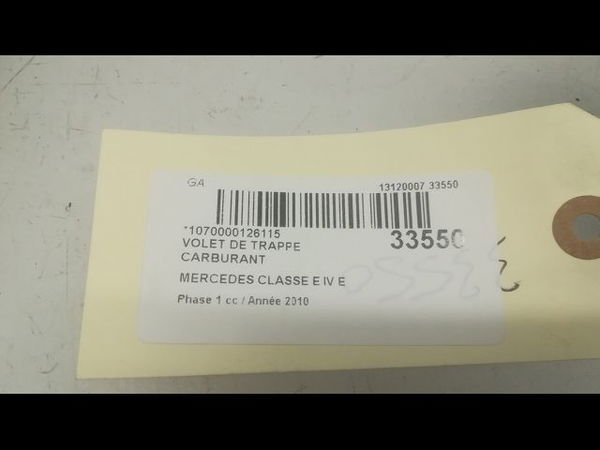 GA
13120007 33550
*1070000126115
VOLET DE TRAPPE
CARBURANT
33550
MERCEDES CLASSE E IV E
Phase 1 cc / Année 2010